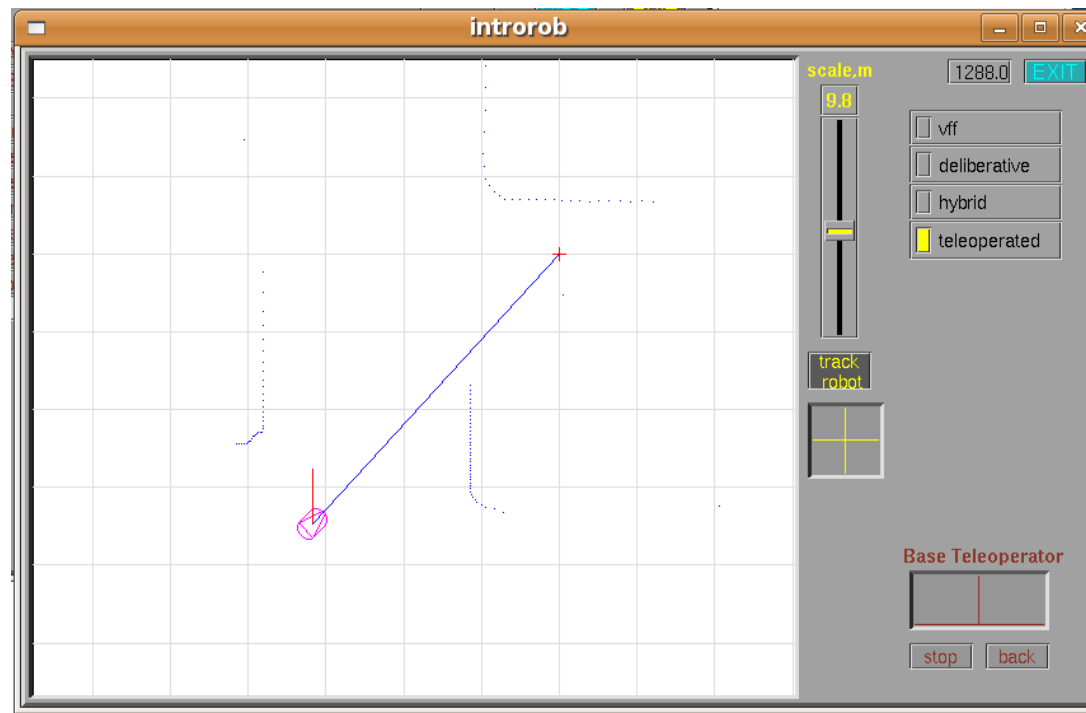 introrob
scale,m
1288.0
EXIT
9.8
vff
deliberative
hybrid
teleoperated
track
robot
Base Teleoperator
stop
back